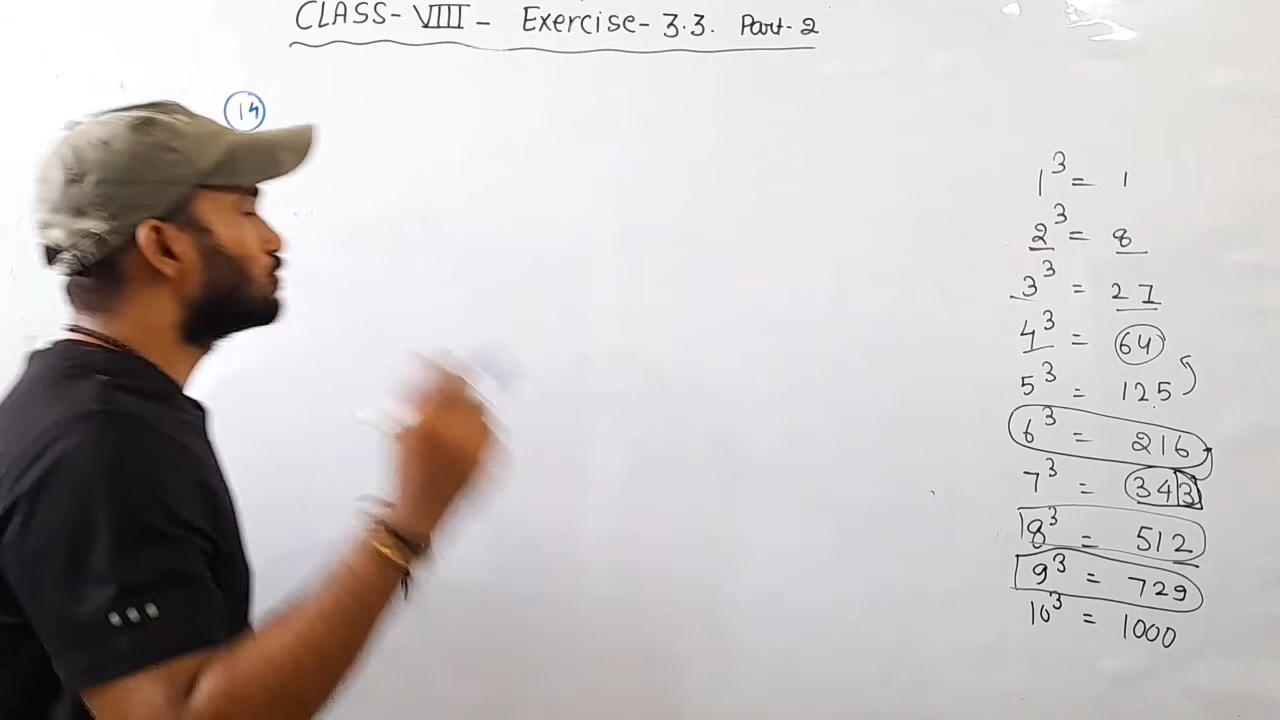 CLASS-VIII- Exercise-3.3. Part-2
14
1³ = 1
2³ = 8
3³ = 27
4³ = 64
5³ = 125
6³ = 216
7³ = 343
8³ = 512
9³ = 729
10³ = 1000